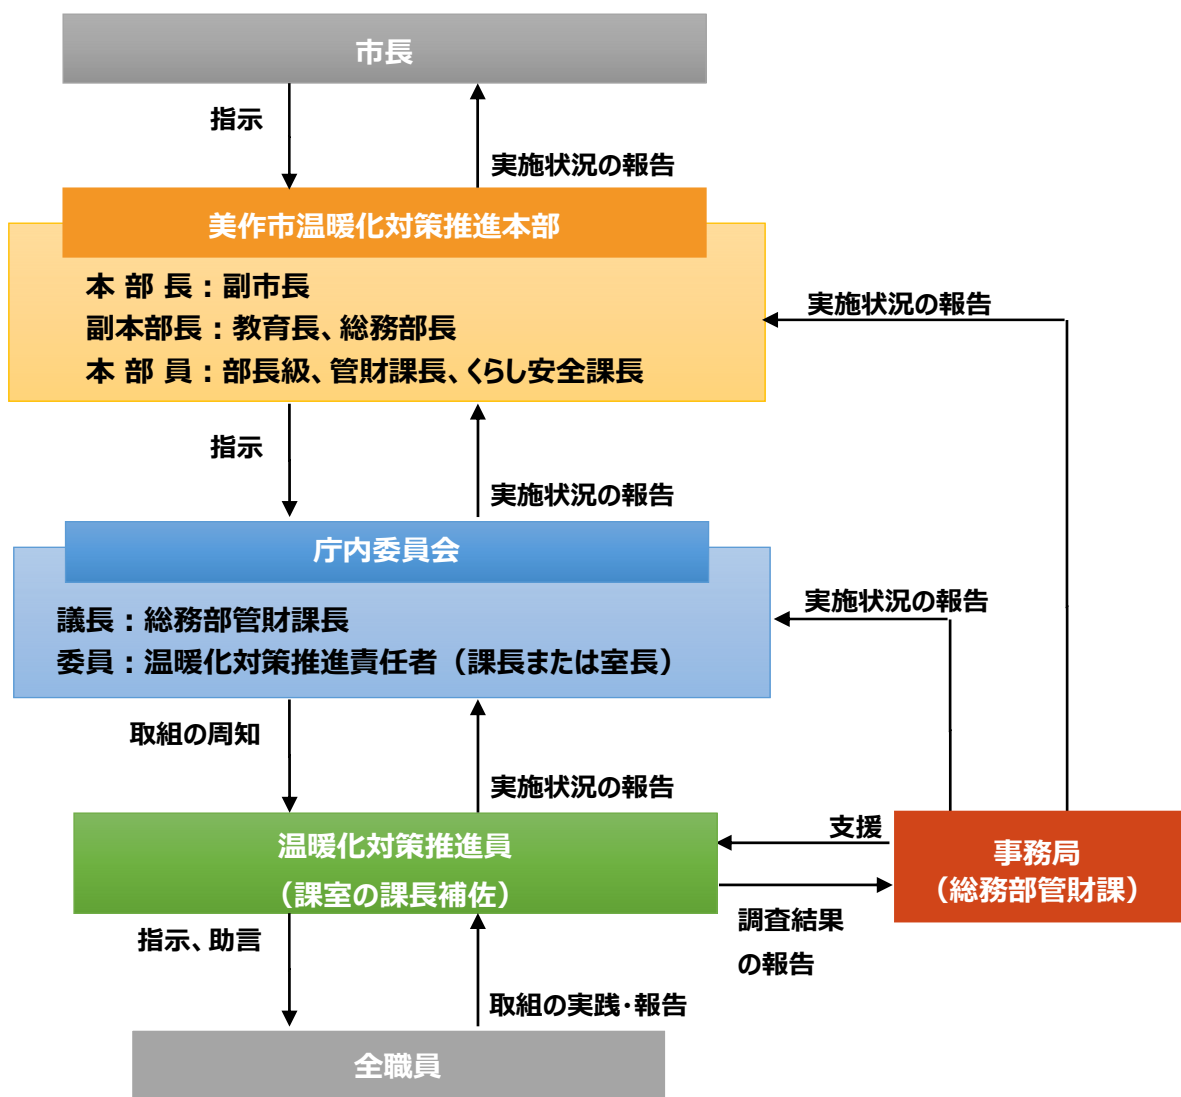 市長
指示
実施状況の報告
美作市温暖化対策推進本部
本 部 長：副市長
副本部長：教育長、総務部長
本 部 員：部長級、管財課長、くらし安全課長
実施状況の報告
指示
実施状況の報告
庁内委員会
議長：総務部管財課長
委員：温暖化対策推進責任者（課長または室長）
実施状況の報告
取組の周知
実施状況の報告
温暖化対策推進員
（課室の課長補佐）
支援
事務局
（総務部管財課）
調査結果
の報告
指示、助言
取組の実践・報告
全職員